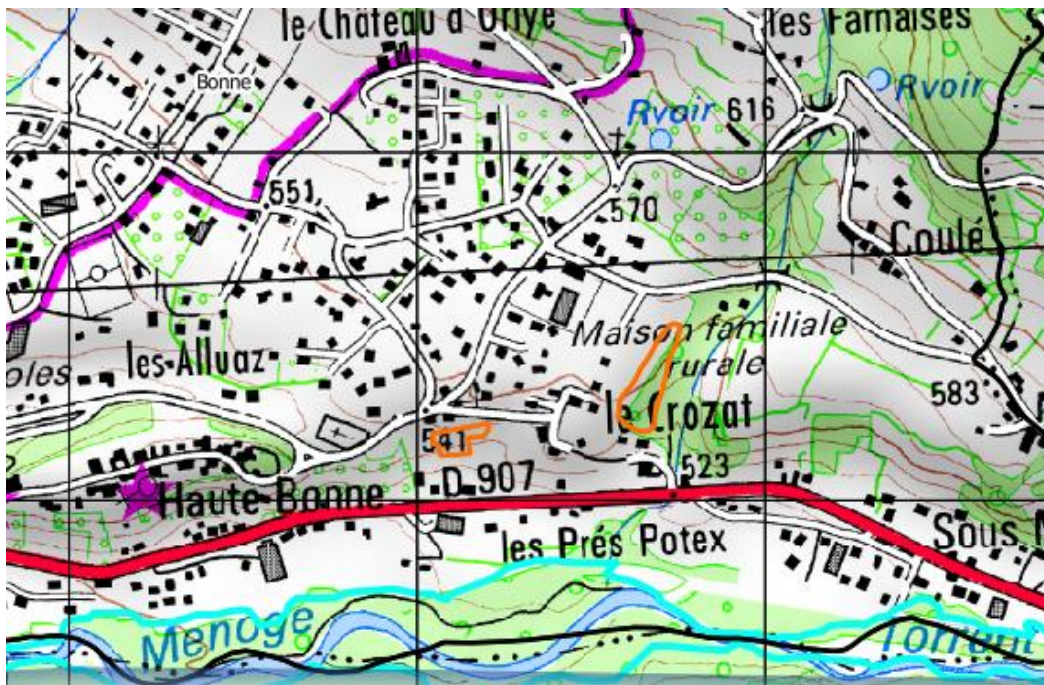 le Château d'Orlyé
les Farnaises
Bonne
Rvoir
616
Rvoir
551
570
Coulé
Maison familiale
rurale
les-Alluaz
oles
583
le Crozat
541
D 907
523
Haute Bonne
les Prés Potex
Sous
Menoge
Torrent